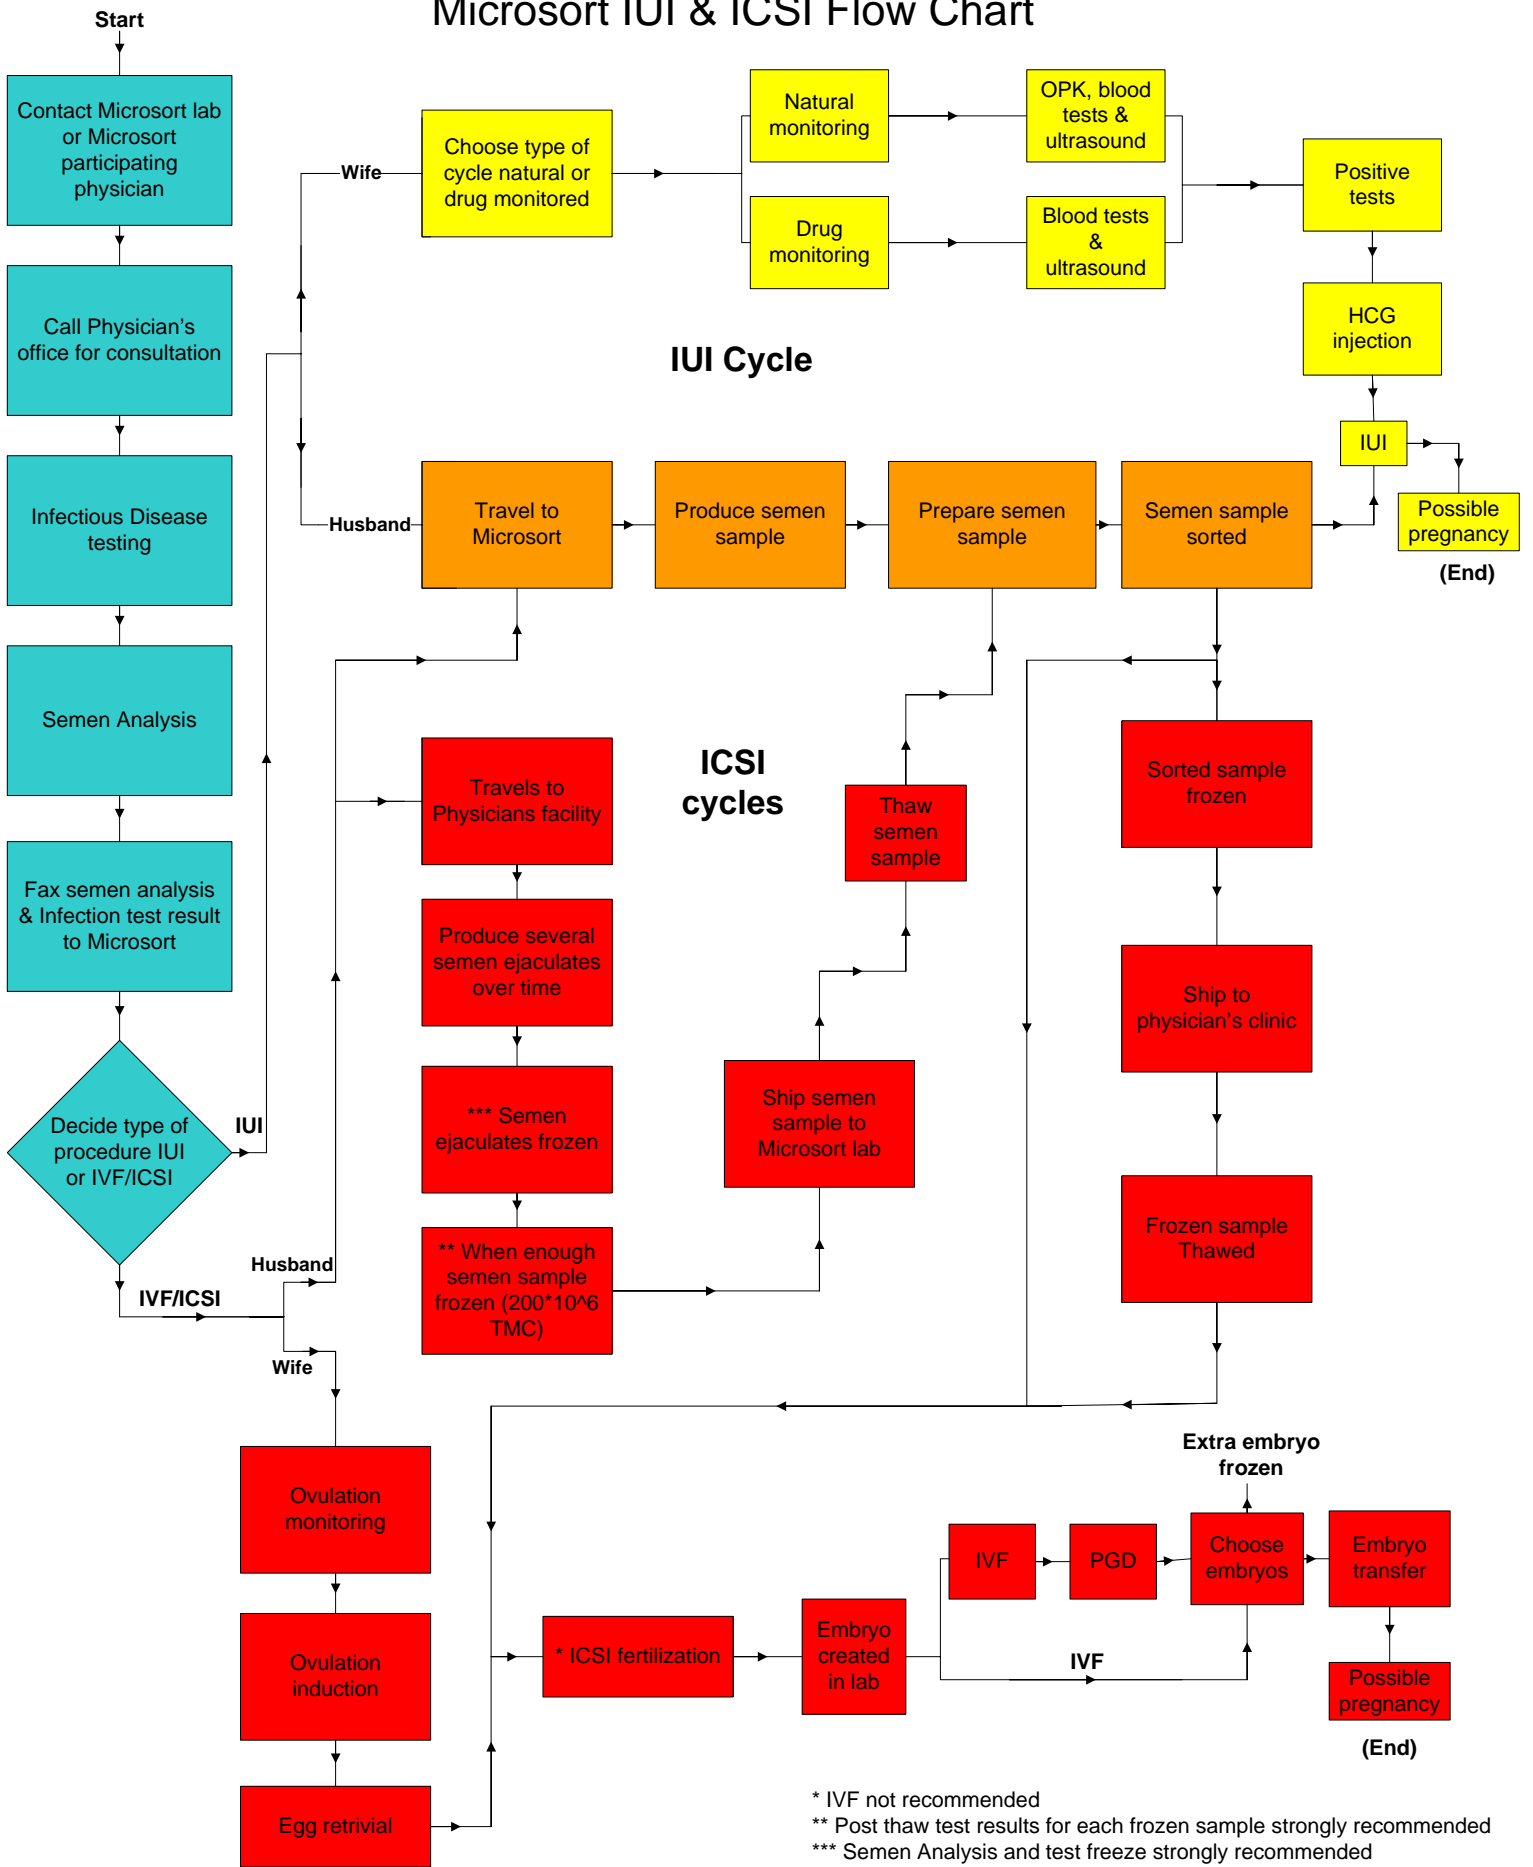 Microsort IUI & ICSI Flow Chart
Start
Contact Microsort lab
or Microsort
participating
physician
Call Physician's
office for consultation
Infectious Disease
testing
Semen Analysis
Fax semen analysis
& Infection test result
to Microsort
Decide type of
procedure IUI
or IVF/ICSI
IUI
IVF/ICSI
Wife
Choose type of
cycle natural or
drug monitored
Natural
monitoring
OPK, blood
tests &
ultrasound
Drug
monitoring
Blood tests
&
ultrasound
Positive
tests
HCG
injection
IUI
Possible
pregnancy
(End)
IUI Cycle
Husband
Travel to
Microsort
Produce semen
sample
Prepare semen
sample
Semen sample
sorted
ICSI
cycles
Husband
Travels to
Physicians facility
Produce several
semen ejaculates
over time
*** Semen
ejaculates frozen
** When enough
semen sample
frozen (200*10^6
TMC)
Ship semen
sample to
Microsort lab
Thaw
semen
sample
Sorted sample
frozen
Ship to
physician's clinic
Frozen sample
Thawed
Wife
Ovulation
monitoring
Ovulation
induction
Egg retrivial
* ICSI fertilization
Embryo
created
in lab
IVF
PGD
IVF
Extra embryo
frozen
Choose
embryos
Embryo
transfer
Possible
pregnancy
(End)
* IVF not recommended
** Post thaw test results for each frozen sample strongly recommended
*** Semen Analysis and test freeze strongly recommended